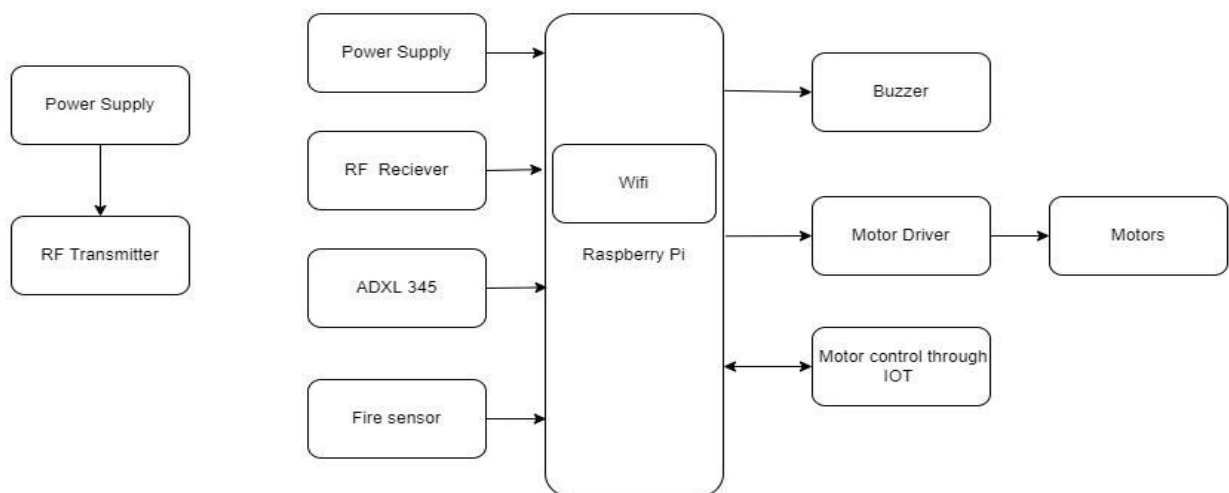 Power Supply
RF Transmitter
Power Supply
RF  Reciever
ADXL 345
Fire sensor
Wifi
Raspberry Pi
Buzzer
Motor Driver
Motors
Motor control through
IOT